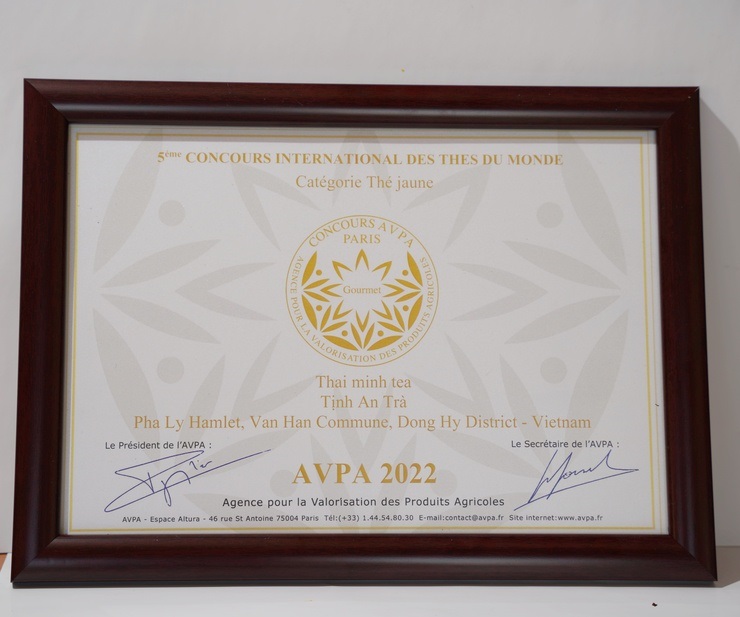 5ème CONCOURS INTERNATIONAL DES THES DU MONDE
Catégorie Thé jaune
CONCOURS AVPA
PARIS
Gourmet
AGENCE POUR LA VALORISATION DES PRODUITS AGRICOLES
Thai minh tea
Tịnh An Trà
Pha Ly Hamlet, Van Han Commune, Dong Hy District - Vietnam
Le Président de l'AVPA :
Le Secrétaire de l'AVPA :
AVPA 2022
Agence pour la Valorisation des Produits Agricoles
AVPA - Espace Altura - 46 rue St Antoine 75004 Paris Tél:(+33) 1.44.54.80.30 E-mail:contact@avpa.fr Site internet:www.avpa.fr